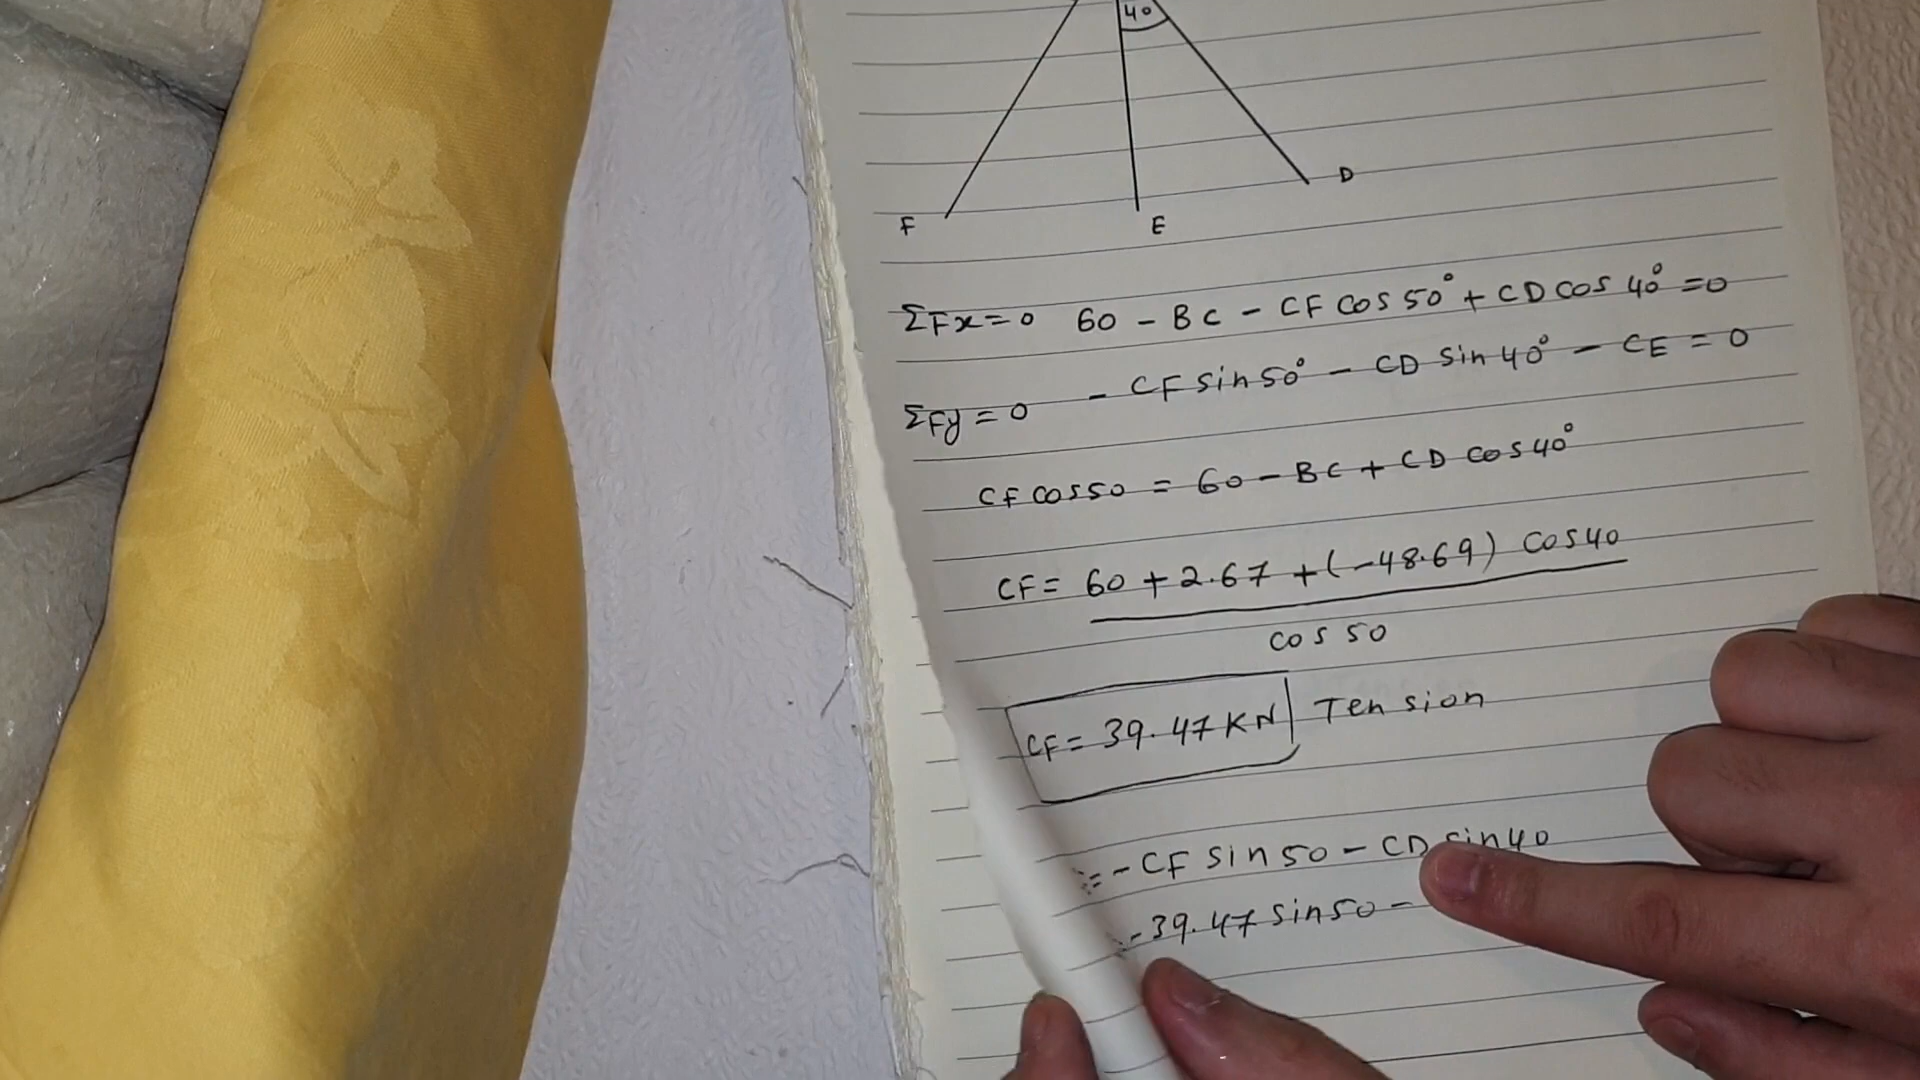 40
F
E
D
ΣFx=0 60 - BC - CF cos 50° + CD cos 40° = 0
ΣFy = 0 - CF sin 50° - CD sin 40° - CE = 0
CF cos 50 = 60 - BC + CD cos 40°
CF = 60 + 2.67 + (-48.69) cos 40
cos 50
CF = 39.47 KN Tension
= - CF sin 50 - CD sin 40
- 39.47 sin 50 -